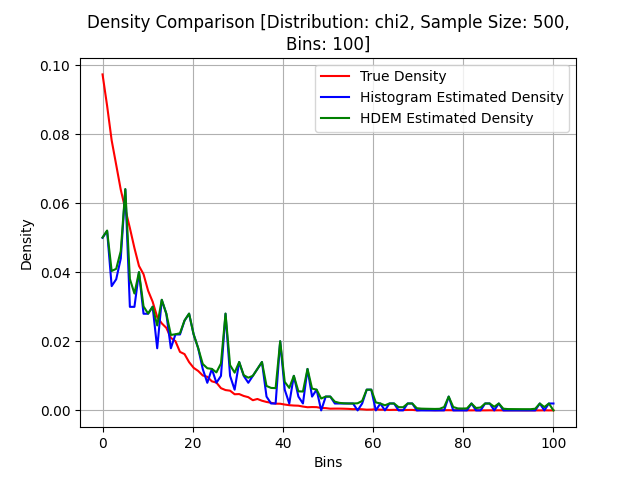 Density Comparison [Distribution: chi2, Sample Size: 500,
Bins: 100]
True Density
Histogram Estimated Density
HDEM Estimated Density
Density
0.10
0.08
0.06
0.04
0.02
0.00
0 20 40 60 80 100
Bins